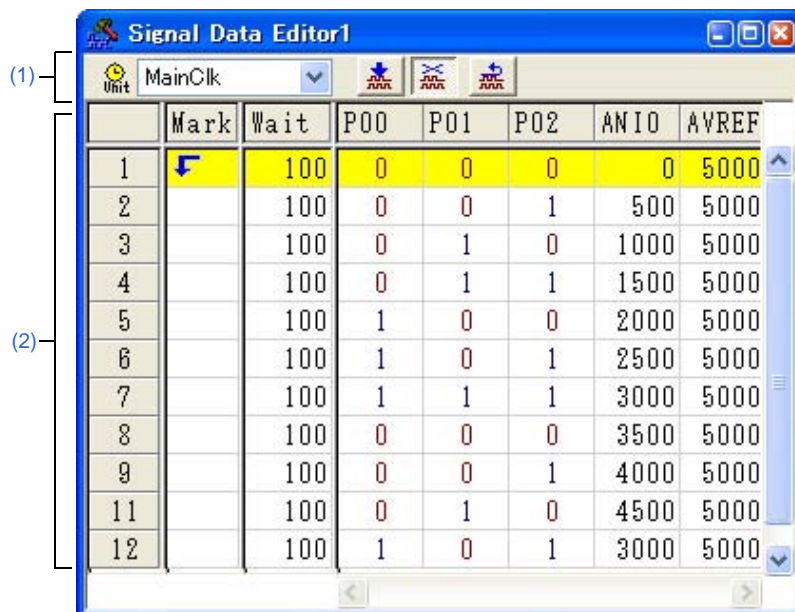 Signal Data Editor1
(1)
Unit MainClk
Mark Wait P00 P01 P02 ANI0 AVREF
1 100 0 0 0 0 5000
2 100 0 0 1 500 5000
3 100 0 1 0 1000 5000
4 100 0 1 1 1500 5000
(2)
5 100 1 0 0 2000 5000
6 100 1 0 1 2500 5000
7 100 1 1 1 3000 5000
8 100 0 0 0 3500 5000
9 100 0 0 1 4000 5000
11 100 0 1 0 4500 5000
12 100 1 0 1 3000 5000